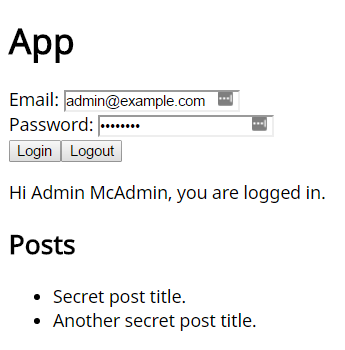 App
Email: admin@example.com
Password: ••••••••
Login Logout
Hi Admin McAdmin, you are logged in.
Posts
• Secret post title.
• Another secret post title.